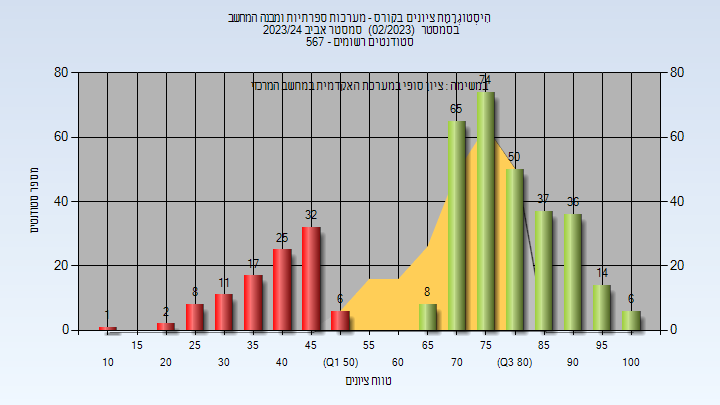 הִיסְטוֹגְרָמַת ציונים בקורס - מערכות ספרתיות ומבנה המחשב
בסמסטר (02/2023) סמסטר אביב 2023/24
סטודנטים רשומים - 567
במשימה : ציון סופי במערכת האקדמית במחשב המרכזי
80 80
60 60
40 40
20 20
0 0
מספר סטודנטים
1 2 8 11 17 25 32 6 8 65 74 50 37 36 14 6
15 25 35 45 55 65 75 85 95
10 20 30 40 (Q1 50) 60 70 (Q3 80) 90 100
טווח ציונים